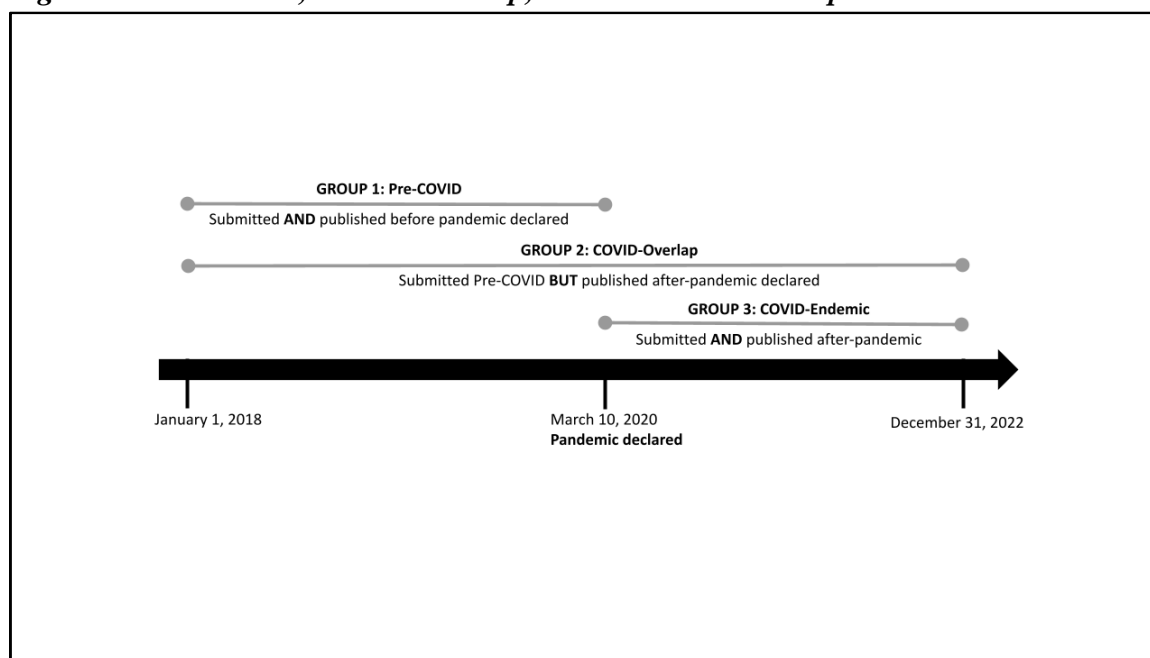 GROUP 1: Pre-COVID
Submitted AND published before pandemic declared
GROUP 2: COVID-Overlap
Submitted Pre-COVID BUT published after-pandemic declared
GROUP 3: COVID-Endemic
Submitted AND published after-pandemic
January 1, 2018
March 10, 2020
Pandemic declared
December 31, 2022